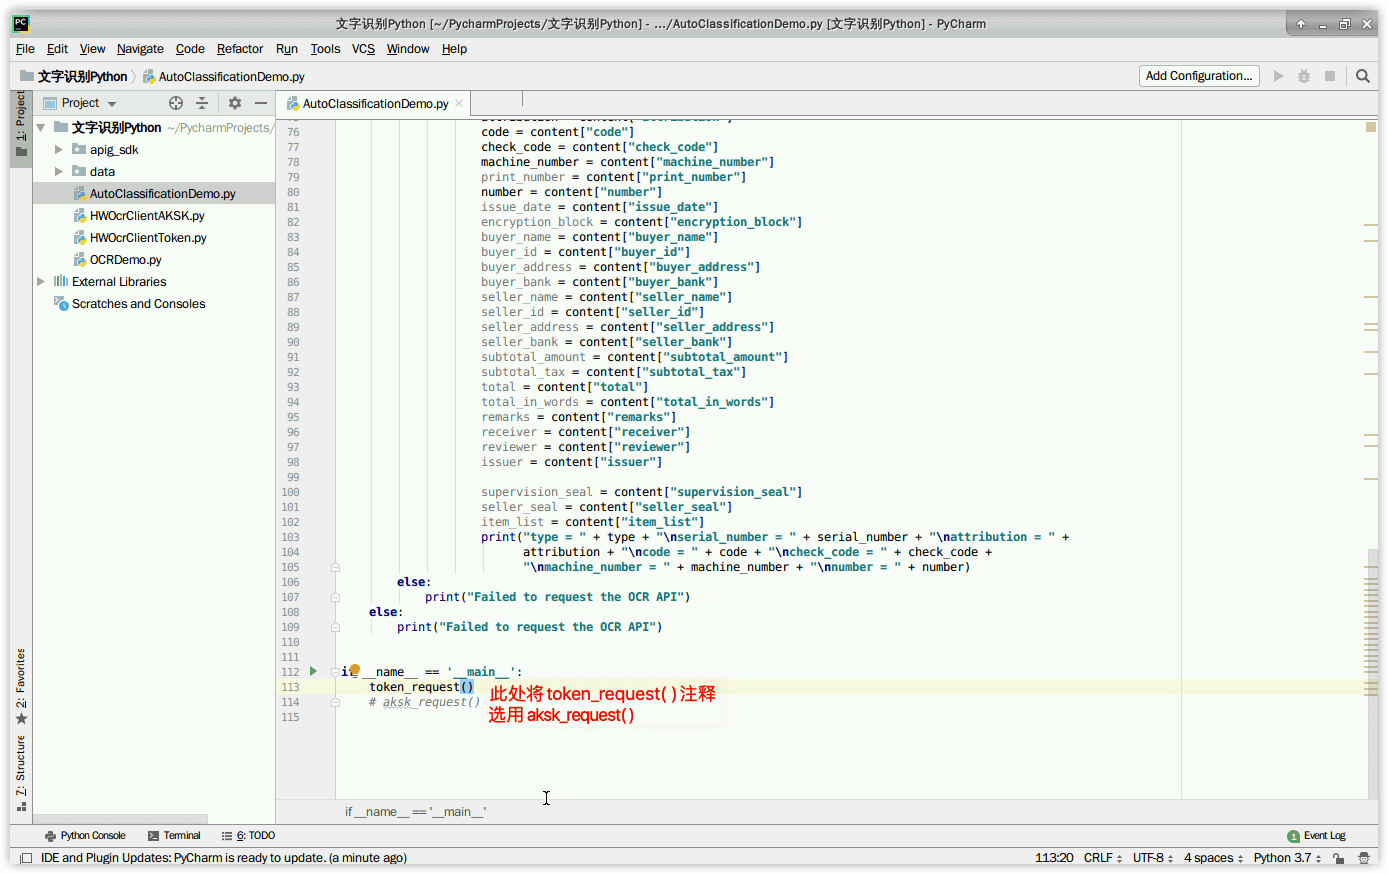 文字识别Python [~/PycharmProjects/文字识别Python] - .../AutoClassificationDemo.py [文字识别Python] - PyCharm
File Edit View Navigate Code Refactor Run Tools VCS Window Help
文字识别Python AutoClassificationDemo.py Add Configuration...
1: Project
Project
AutoClassificationDemo.py
文字识别Python ~/PycharmProjects/
apig_sdk
data
AutoClassificationDemo.py
HWOcrClientAKSK.py
HWOcrClientToken.py
OCRDemo.py
External Libraries
Scratches and Consoles
2: Favorites
7: Structure
76 code = content["code"]
77 check_code = content["check_code"]
78 machine_number = content["machine_number"]
79 print_number = content["print_number"]
80 number = content["number"]
81 issue_date = content["issue_date"]
82 encryption_block = content["encryption_block"]
83 buyer_name = content["buyer_name"]
84 buyer_id = content["buyer_id"]
85 buyer_address = content["buyer_address"]
86 buyer_bank = content["buyer_bank"]
87 seller_name = content["seller_name"]
88 seller_id = content["seller_id"]
89 seller_address = content["seller_address"]
90 seller_bank = content["seller_bank"]
91 subtotal_amount = content["subtotal_amount"]
92 subtotal_tax = content["subtotal_tax"]
93 total = content["total"]
94 total_in_words = content["total_in_words"]
95 remarks = content["remarks"]
96 receiver = content["receiver"]
97 reviewer = content["reviewer"]
98 issuer = content["issuer"]
99
100 supervision_seal = content["supervision_seal"]
101 seller_seal = content["seller_seal"]
102 item_list = content["item_list"]
103 print("type = " + type + "\nserial_number = " + serial_number + "\nattribution = " +
104 attribution + "\ncode = " + code + "\ncheck_code = " + check_code +
105 "\nmachine_number = " + machine_number + "\nnumber = " + number)
106 else:
107 print("Failed to request the OCR API")
108 else:
109 print("Failed to request the OCR API")
110
111
112 if __name__ == '__main__':
113 token_request()
114 # aksk_request()
115
此处将 token_request( ) 注释
选用 aksk_request( )
if __name__ == '__main__'
Python Console Terminal 6: TODO 1 Event Log
IDE and Plugin Updates: PyCharm is ready to update. (a minute ago) 113:20 CRLF UTF-8 4 spaces Python 3.7